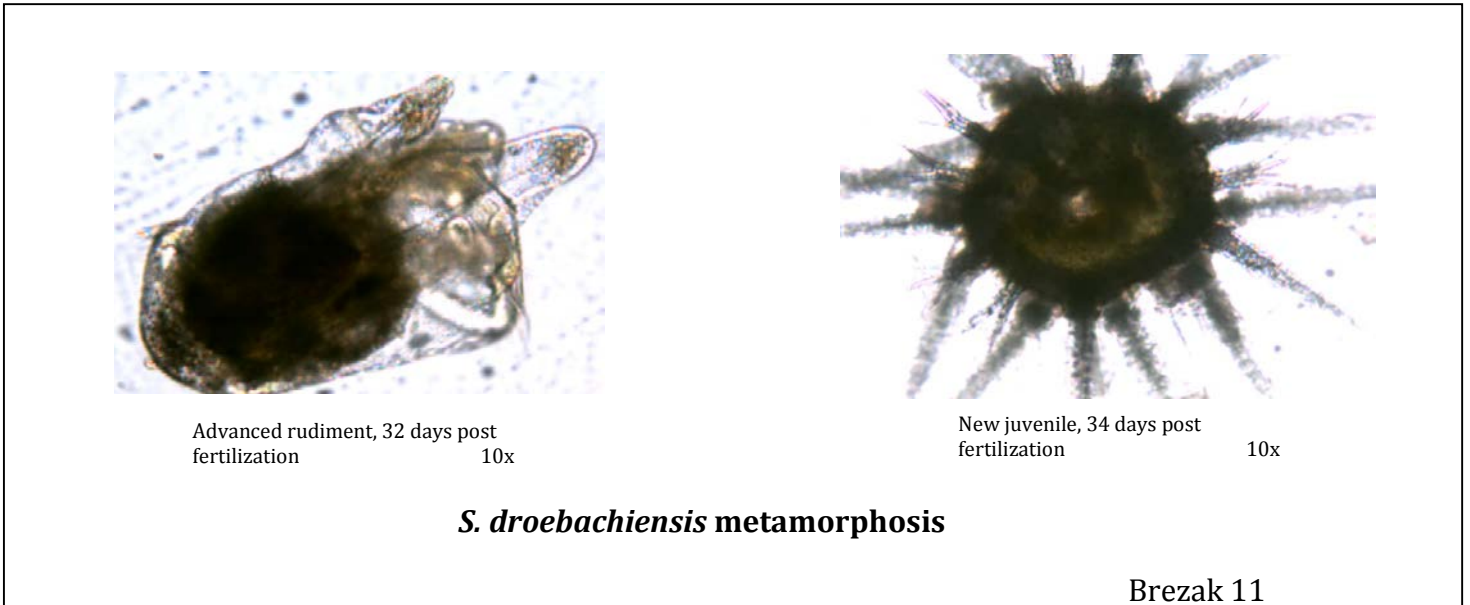 Advanced rudiment, 32 days post
fertilization 10x
New juvenile, 34 days post
fertilization 10x
S. droebachiensis metamorphosis
Brezak 11